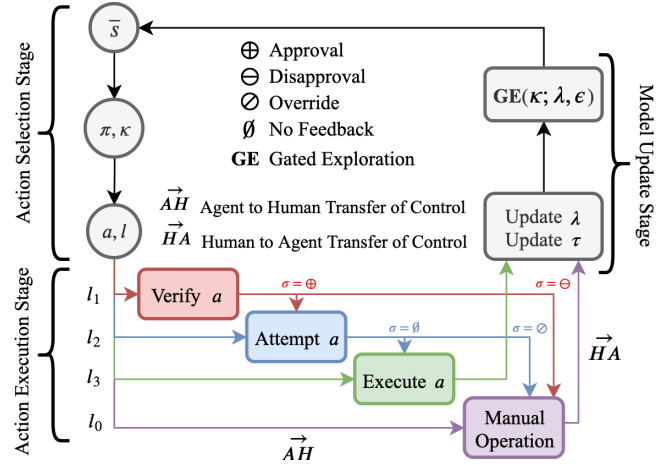 Action Selection Stage
s̄
π, κ
a, l
⊕ Approval
⊖ Disapproval
⊘ Override
∅ No Feedback
GE Gated Exploration
AH→ Agent to Human Transfer of Control
HA→ Human to Agent Transfer of Control
GE(κ; λ, ϵ)
Update λ
Update τ
Model Update Stage
Action Execution Stage
l₁
Verify a
σ = ⊕
σ = ⊖
l₂
Attempt a
σ = ∅
σ = ⊘
l₃
Execute a
HA→
l₀
Manual
Operation
AH→